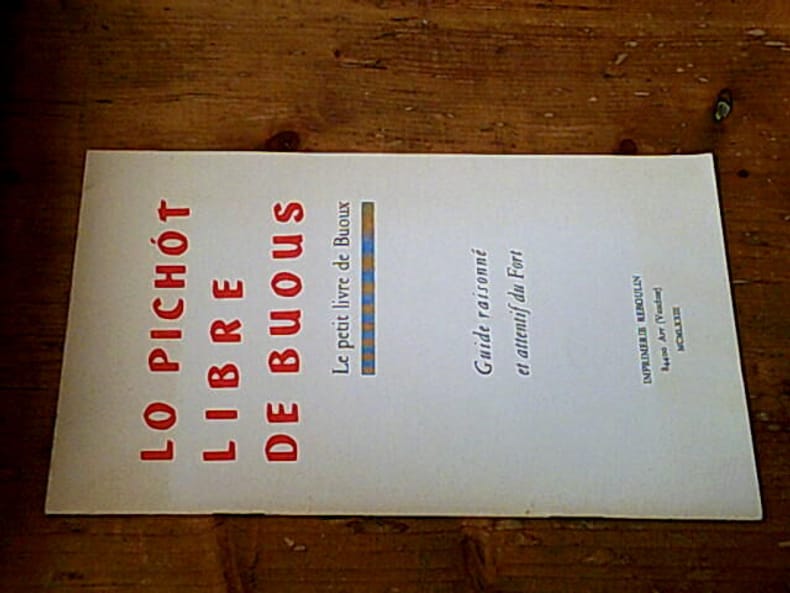 LO PICHÓT
LIBRE
DE BUOUS
Le petit livre de Buoux
Guide raisonné
et attentif du Fort
IMPRIMERIE REBOULIN
84400 Apt (Vaucluse)
MCMLXXIII